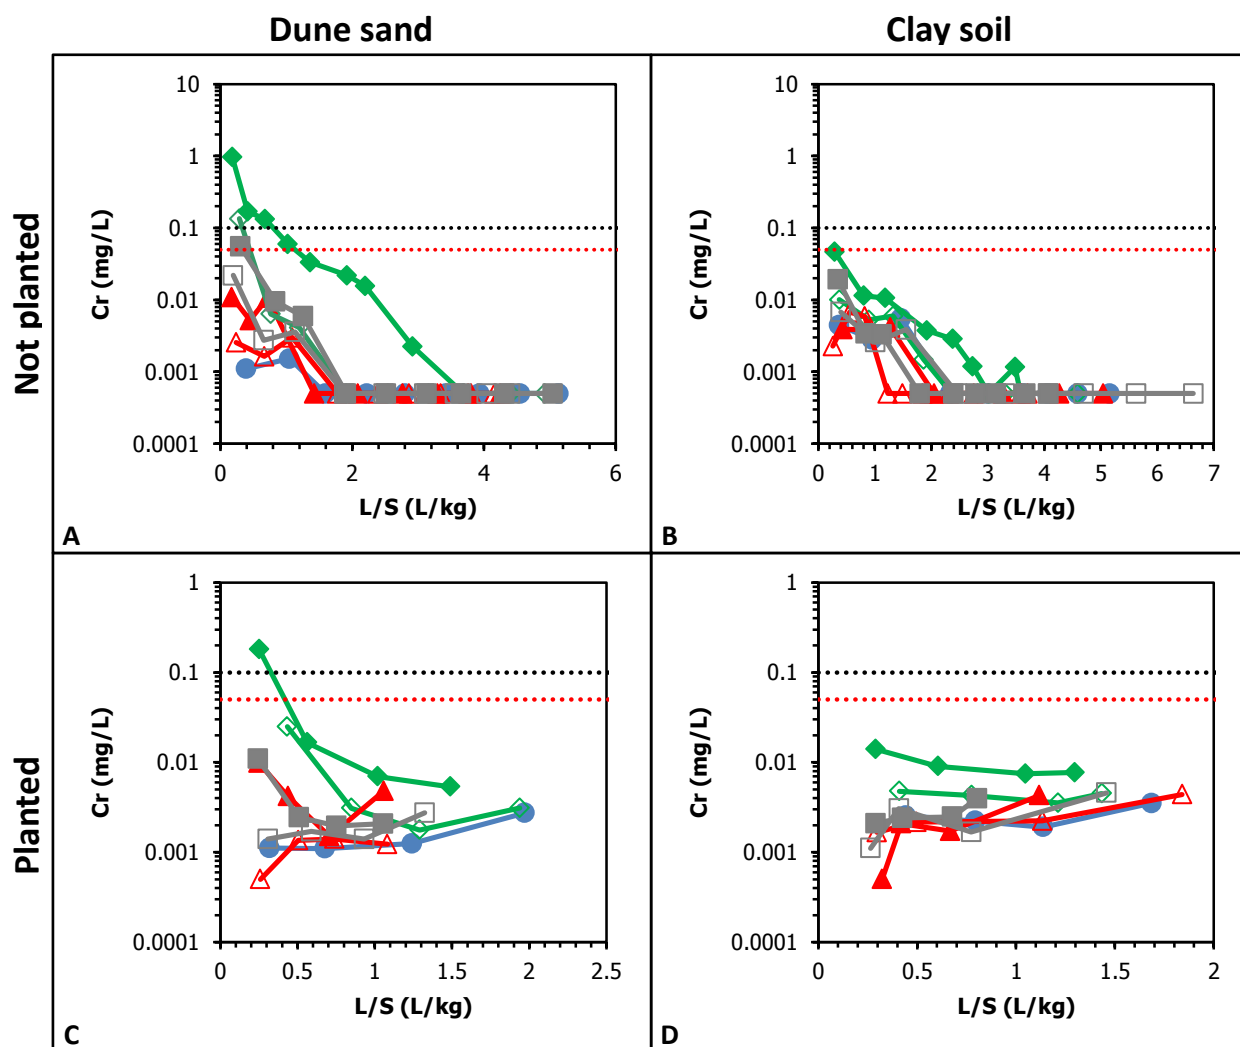 Dune sand
Clay soil
Not planted
Planted
10
1
0.1
0.01
0.001
0.0001
Cr (mg/L)
0
2
4
6
L/S (L/kg)
A
10
1
0.1
0.01
0.001
0.0001
Cr (mg/L)
0
1
2
3
4
5
6
7
L/S (L/kg)
B
1
0.1
0.01
0.001
0.0001
Cr (mg/L)
0
0.5
1
1.5
2
2.5
L/S (L/kg)
C
1
0.1
0.01
0.001
0.0001
Cr (mg/L)
0
0.5
1
1.5
2
L/S (L/kg)
D